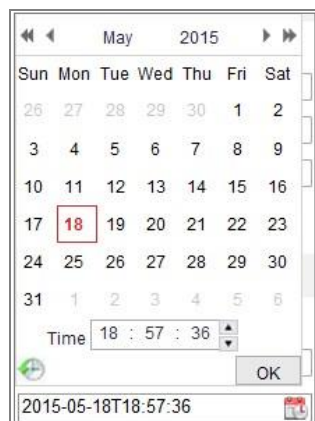 May 2015
Sun Mon Tue Wed Thu Fri Sat
26 27 28 29 30 1 2
3 4 5 6 7 8 9
10 11 12 13 14 15 16
17 18 19 20 21 22 23
24 25 26 27 28 29 30
31 1 2 3 4 5 6
Time 18 : 57 : 36
OK
2015-05-18T18:57:36